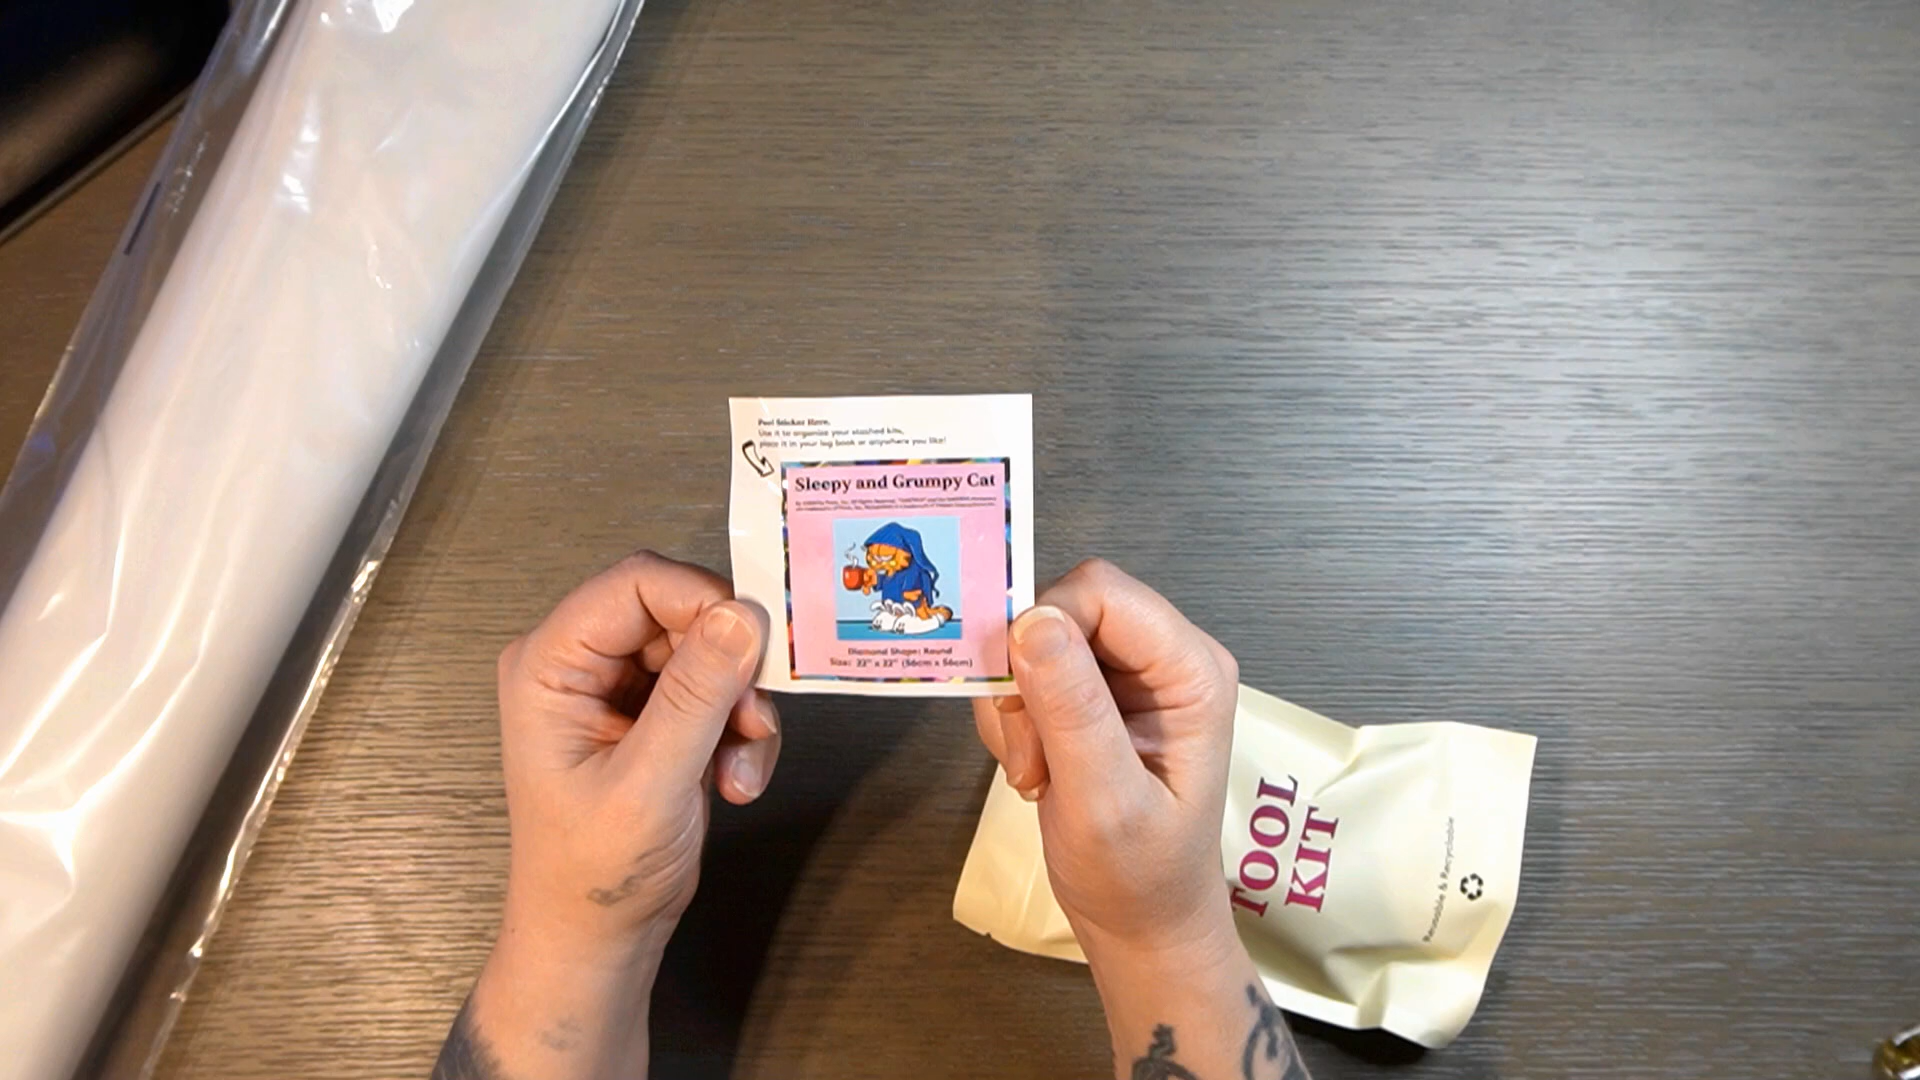 Peel Sticker Here,
Use it to organize your stashed kits,
place it in your log book or anywhere you like!
Sleepy and Grumpy Cat
Diamond Shape: Round
Size: 22" x 22" (56cm x 56cm)
TOOL
KIT
Reusable & Recyclable